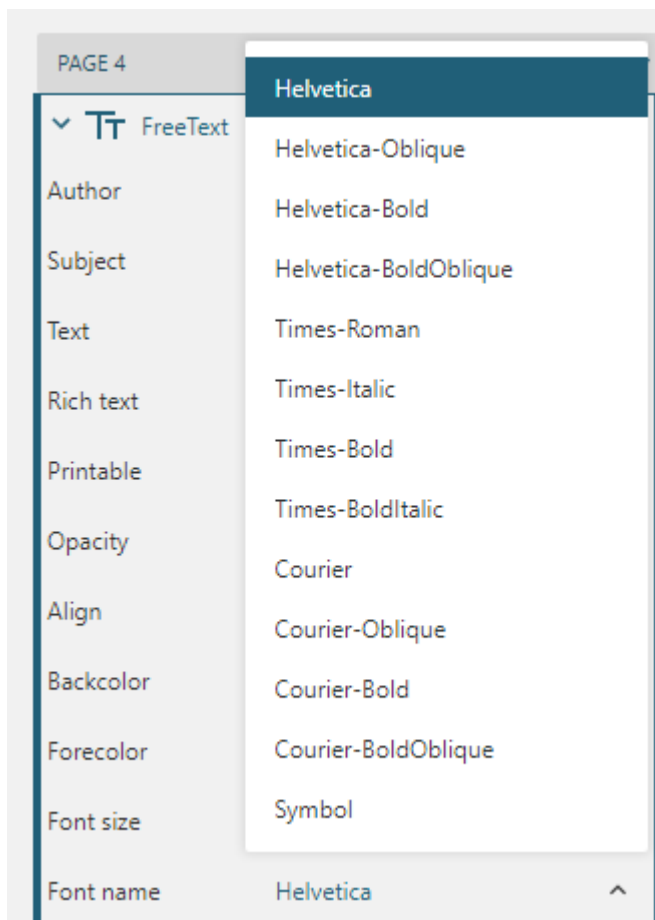 PAGE 4
FreeText
Author
Subject
Text
Rich text
Printable
Opacity
Align
Backcolor
Forecolor
Font size
Font name
Helvetica
Helvetica-Oblique
Helvetica-Bold
Helvetica-BoldOblique
Times-Roman
Times-Italic
Times-Bold
Times-BoldItalic
Courier
Courier-Oblique
Courier-Bold
Courier-BoldOblique
Symbol
Helvetica